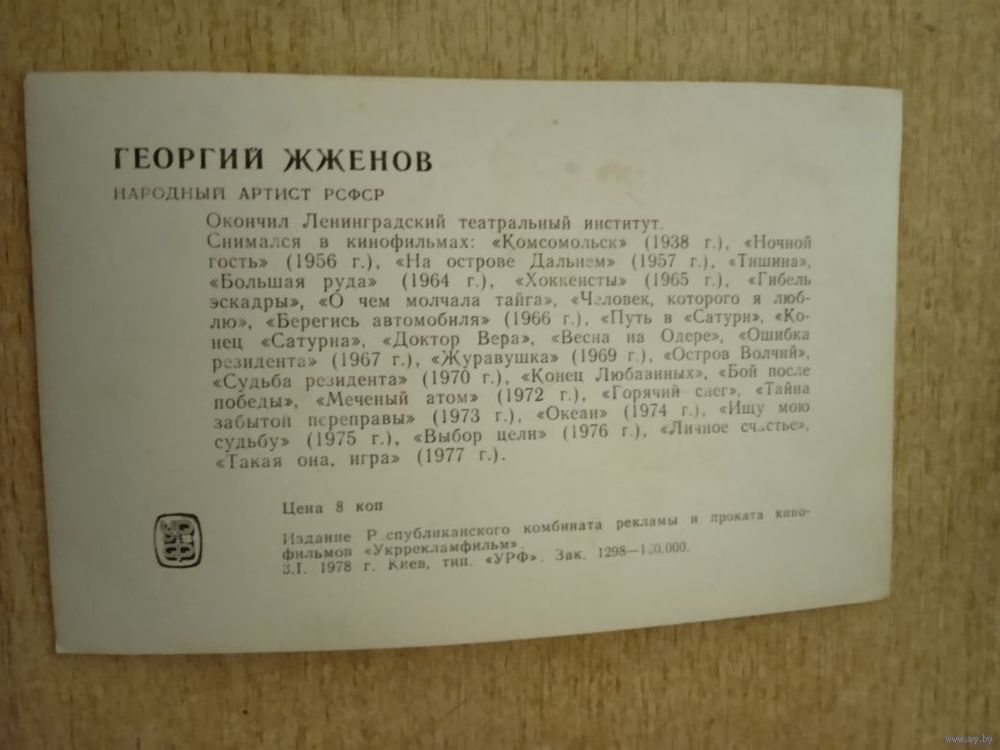 ГЕОРГИЙ ЖЖЕНОВ
НАРОДНЫЙ АРТИСТ РСФСР
Окончил Ленинградский театральный институт.
Снимался в кинофильмах: «Комсомольск» (1938 г.), «Ночной
гость» (1956 г.), «На острове Дальнем» (1957 г.), «Тишина»,
«Большая руда» (1964 г.), «Хоккеисты» (1965 г.), «Гибель
эскадры», «О чем молчала тайга», «Человек, которого я люб-
лю», «Берегись автомобиля» (1966 г.), «Путь в «Сатурн», «Ко-
нец «Сатурна», «Доктор Вера», «Весна на Одере», «Ошибка
резидента» (1967 г.), «Журавушка» (1969 г.), «Остров Волчий»,
«Судьба резидента» (1970 г.), «Конец Любавиных», «Бой после
победы», «Меченый атом» (1972 г.), «Горячий снег», «Тайна
забытой переправы» (1973 г.), «Океан» (1974 г.), «Ищу мою
судьбу» (1975 г.), «Выбор цели» (1976 г.), «Личное счастье»,
«Такая она, игра» (1977 г.).
Цена 8 коп
Издание Республиканского комбината рекламы и проката кино-
фильмов «Укррекламфильм».
3.I. 1978 г. Киев, тип. «УРФ». Зак. 1298—
www.ay.by